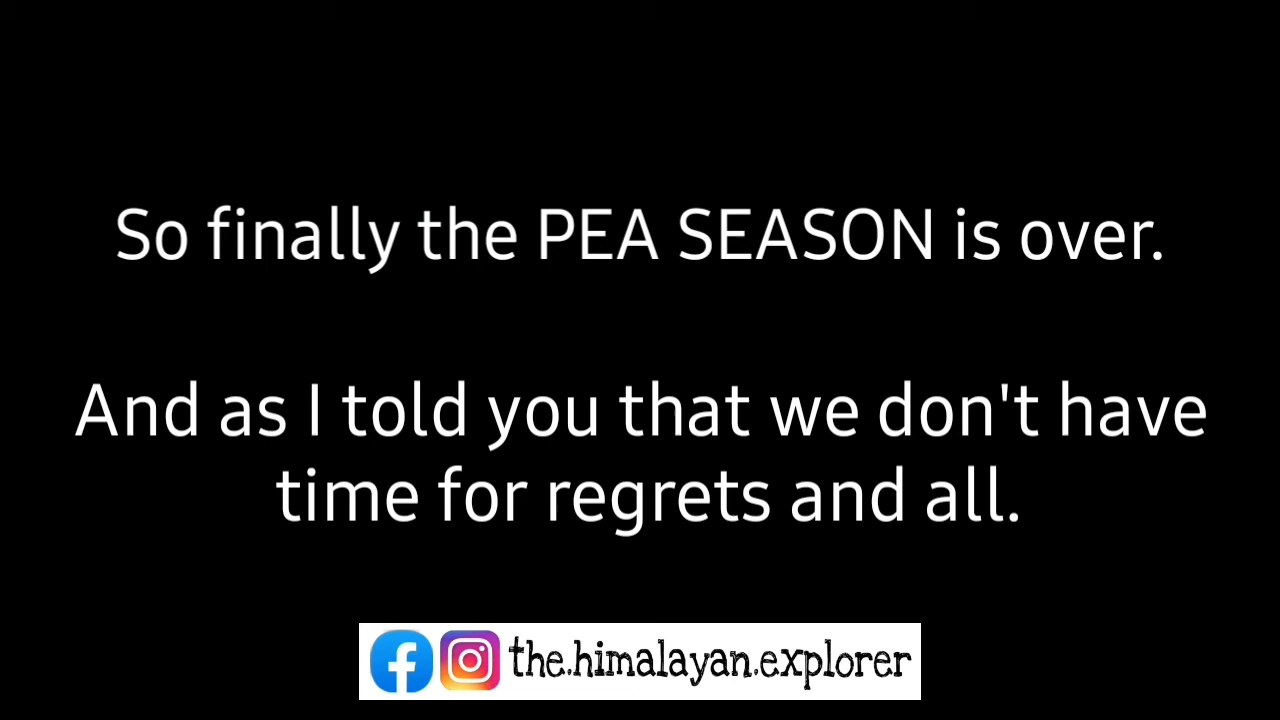 So finally the PEA SEASON is over.
And as I told you that we don't have
time for regrets and all.
the.himalayan.explorer